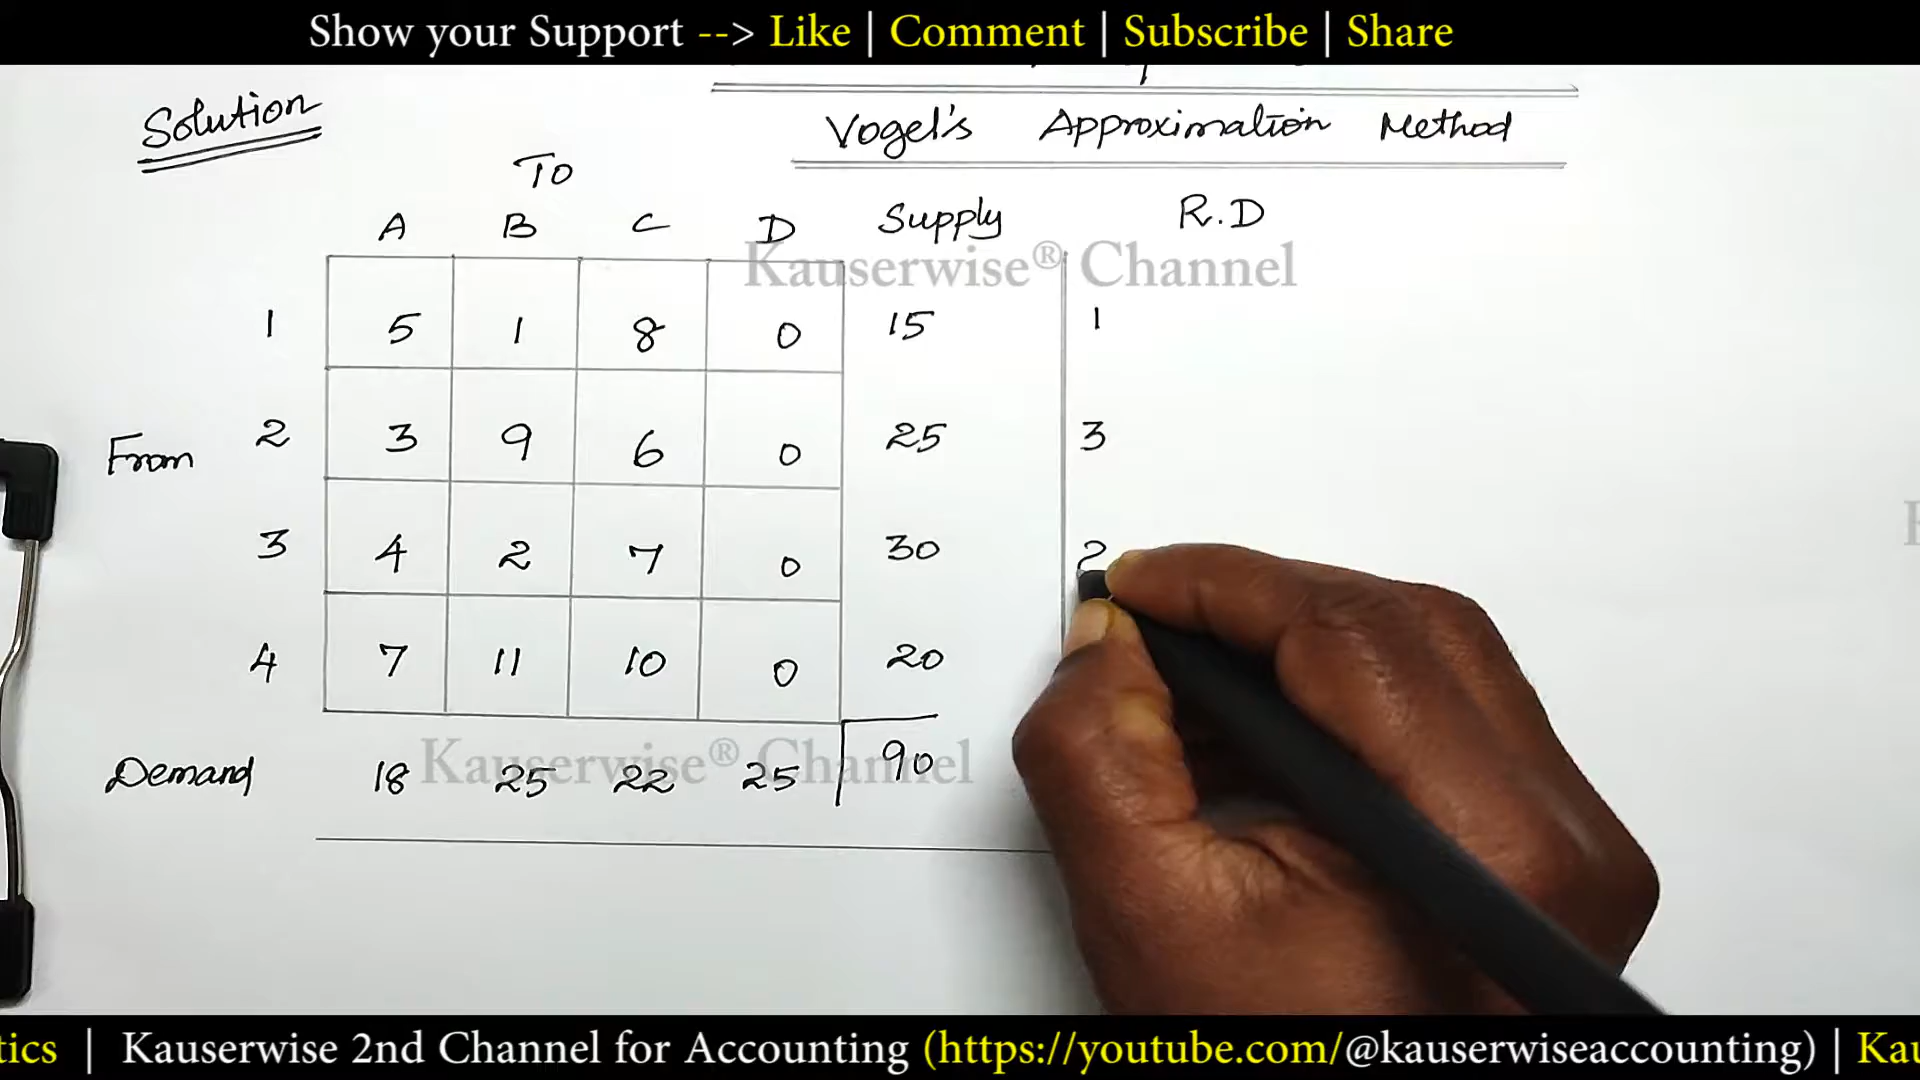 Show your Support --> Like | Comment | Subscribe | Share
Solution
Vogel's Approximation Method
To
A B C D Supply R.D
Kauserwise® Channel
1 5 1 8 0 15 1
From 2 3 9 6 0 25 3
3 4 2 7 0 30 2
4 7 11 10 0 20
Demand 18 25 22 25 90
Kauserwise® Channel
tics | Kauserwise 2nd Channel for Accounting (https://youtube.com/@kauserwiseaccounting) | Kau